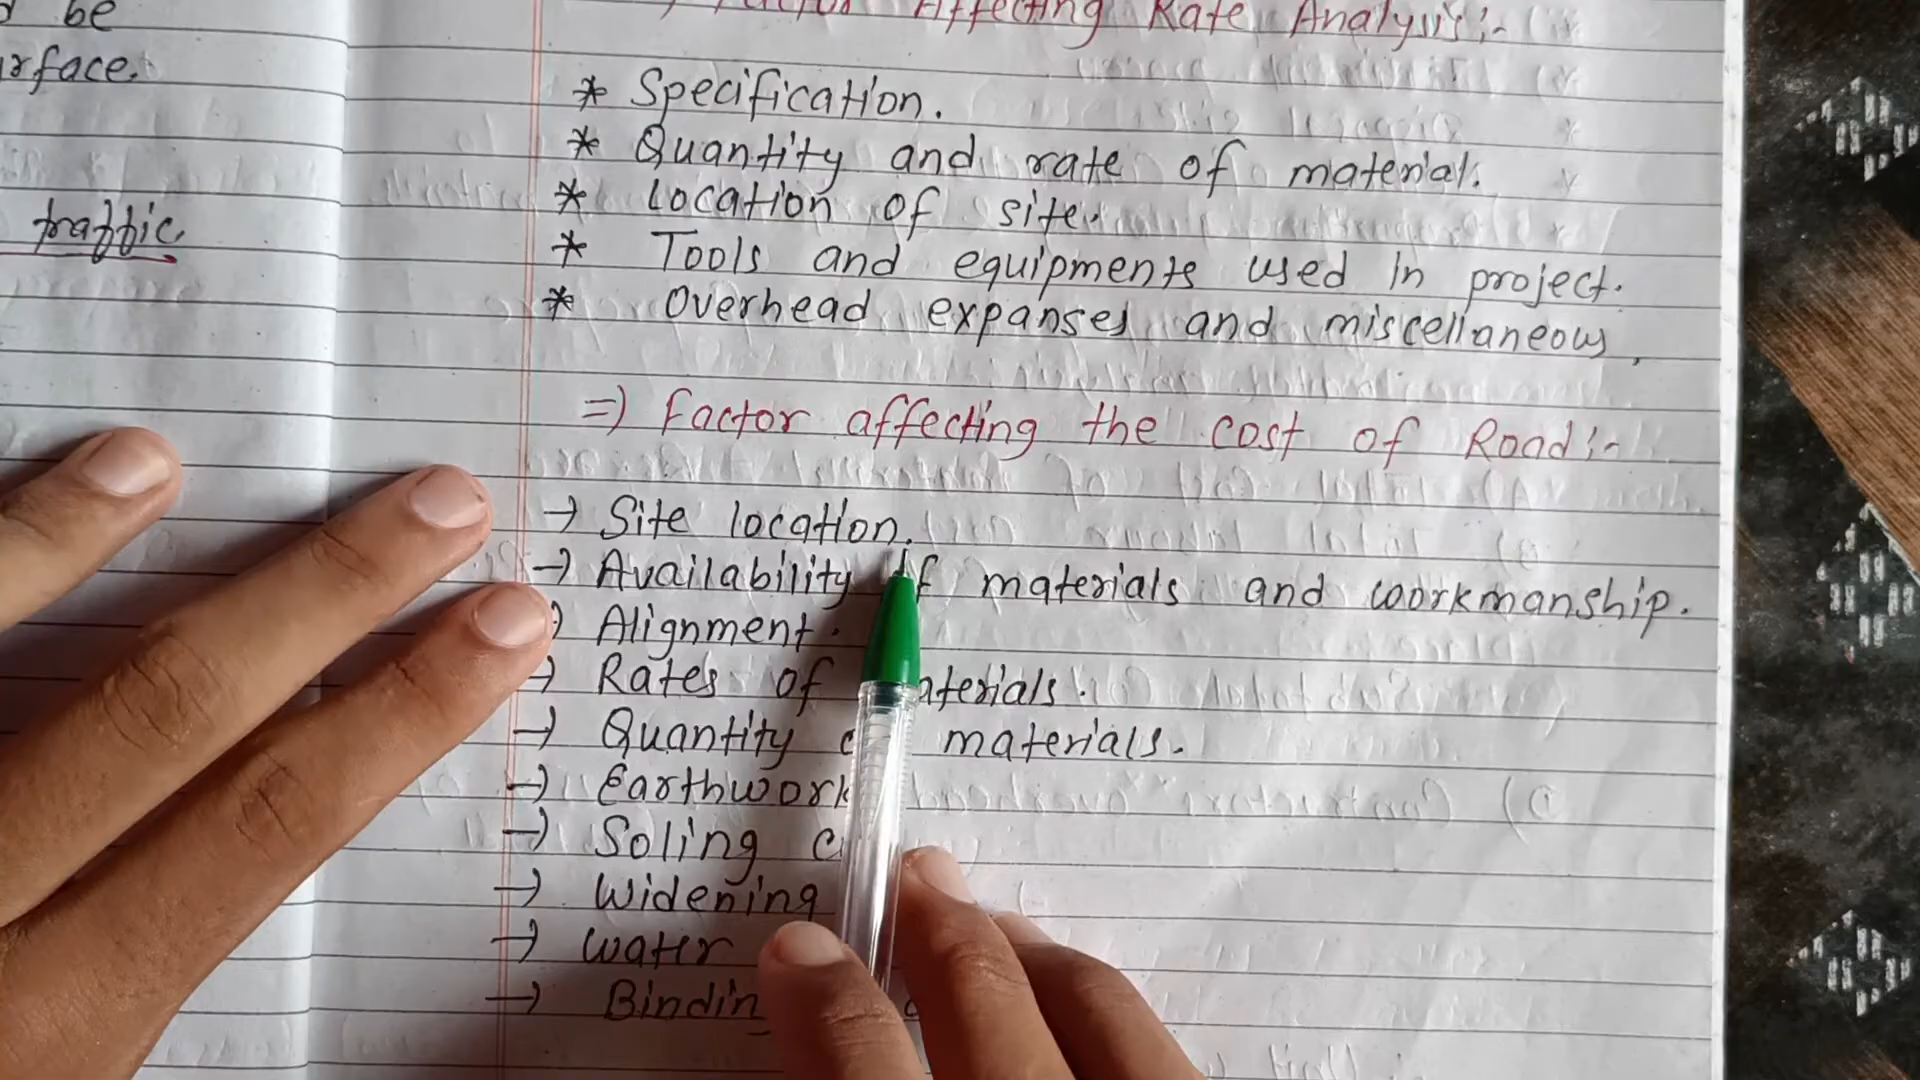 be
rface.
traffic.
Factor Affecting Rate Analysis:-
* Specification.
* Quantity and rate of material.
* Location of site.
* Tools and equipments used in project.
* Overhead expanses and miscellaneous,
=) Factor affecting the cost of Road:-
→ Site location.
→ Availability of materials and workmanship.
→ Alignment.
→ Rates of aterials.
→ Quantity materials.
→ Earthwork
→ Soling
→ Widening
→ Water
→ Bindin